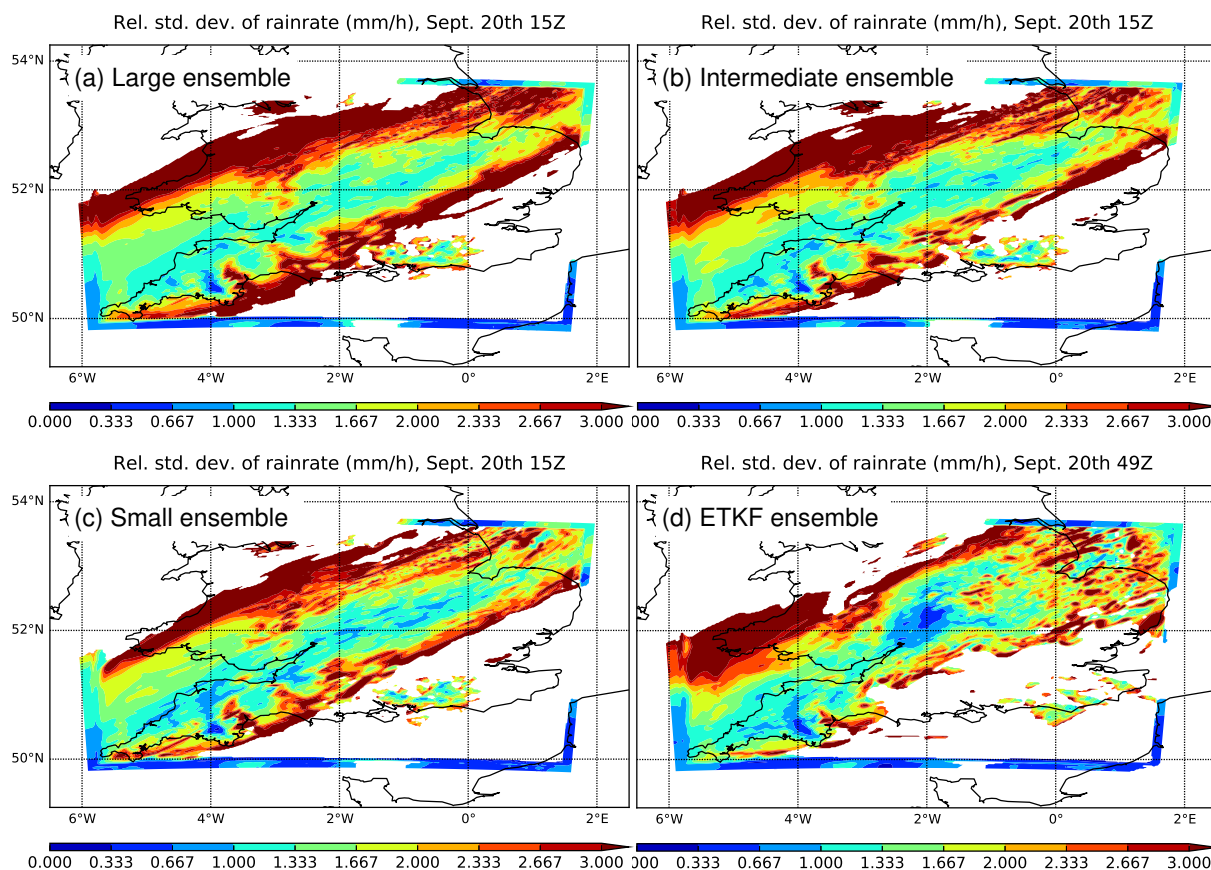 Rel. std. dev. of rainrate (mm/h), Sept. 20th 15Z
Rel. std. dev. of rainrate (mm/h), Sept. 20th 15Z
54°N
(a) Large ensemble
(b) Intermediate ensemble
52°N
50°N
6°W 4°W 2°W 0° 2°E
6°W 4°W 2°W 0° 2°E
0.000 0.333 0.667 1.000 1.333 1.667 2.000 2.333 2.667 3.000
.000 0.333 0.667 1.000 1.333 1.667 2.000 2.333 2.667 3.000
Rel. std. dev. of rainrate (mm/h), Sept. 20th 15Z
Rel. std. dev. of rainrate (mm/h), Sept. 20th 49Z
54°N
(c) Small ensemble
(d) ETKF ensemble
52°N
50°N
6°W 4°W 2°W 0° 2°E
6°W 4°W 2°W 0° 2°E
0.000 0.333 0.667 1.000 1.333 1.667 2.000 2.333 2.667 3.000
.000 0.333 0.667 1.000 1.333 1.667 2.000 2.333 2.667 3.000